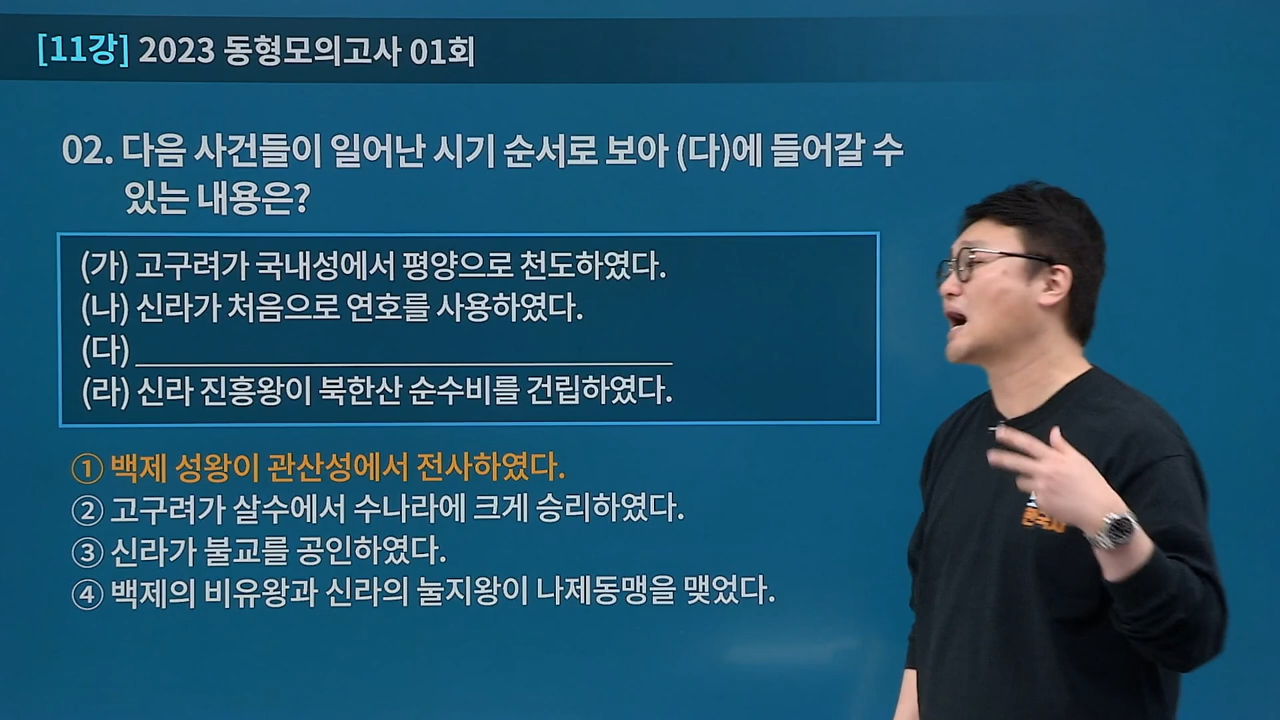 [11강] 2023 동형모의고사 01회
02. 다음 사건들이 일어난 시기 순서로 보아 (다)에 들어갈 수
있는 내용은?
(가) 고구려가 국내성에서 평양으로 천도하였다.
(나) 신라가 처음으로 연호를 사용하였다.
(다)
(라) 신라 진흥왕이 북한산 순수비를 건립하였다.
① 백제 성왕이 관산성에서 전사하였다.
② 고구려가 살수에서 수나라에 크게 승리하였다.
③ 신라가 불교를 공인하였다.
④ 백제의 비유왕과 신라의 눌지왕이 나제동맹을 맺었다.